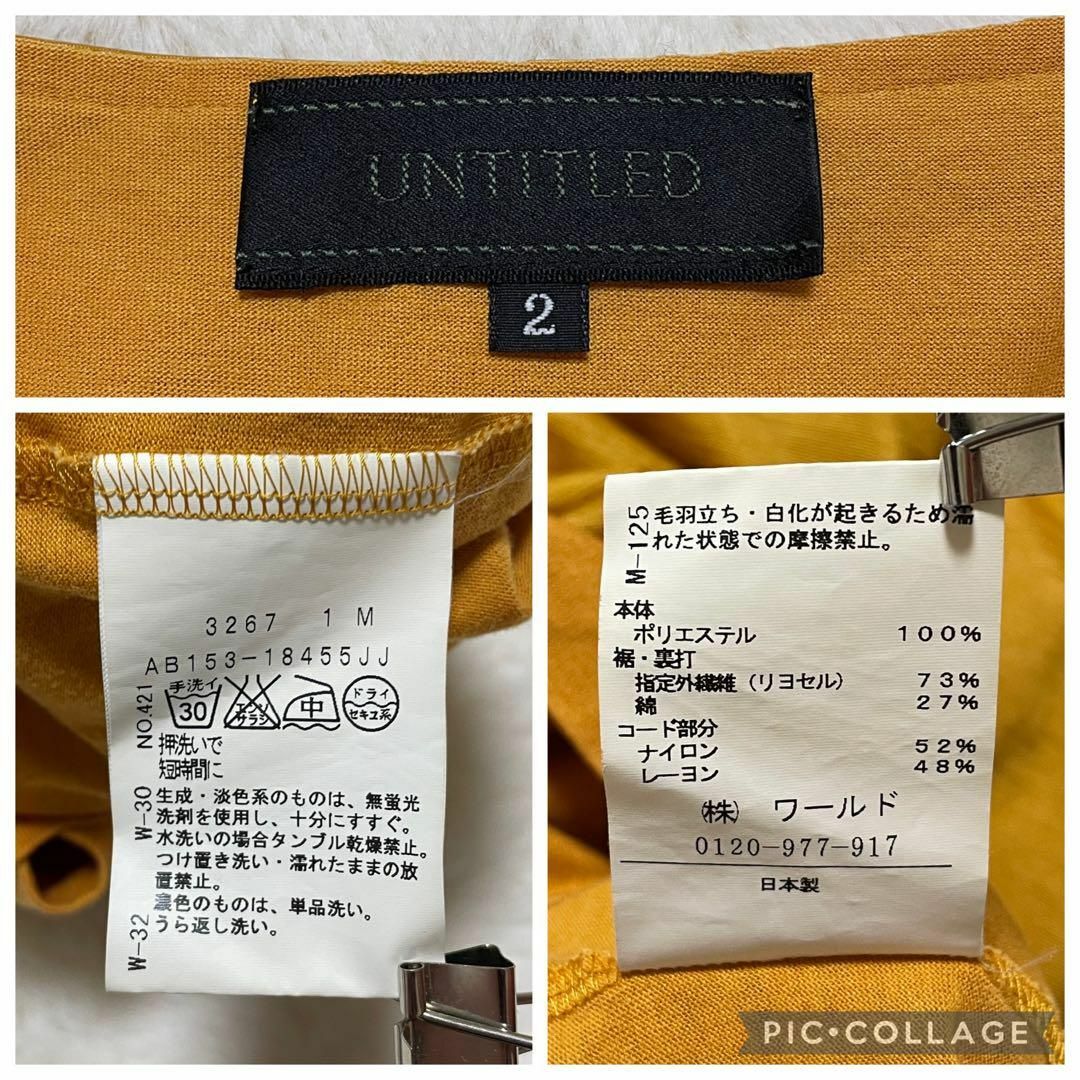 UNTITLED
2
3267 1 M
AB153-18455JJ
NO.421
手洗イ
30
エンソ
サラシ
中
ドライ
セキユ系
押洗いで
短時間に
W-30
生成・淡色系のものは、無蛍光
洗剤を使用し、十分にすすぐ。
水洗いの場合タンブル乾燥禁止。
つけ置き洗い・濡れたままの放
置禁止。
W-32
濃色のものは、単品洗い。
うら返し洗い。
M-125
毛羽立ち・白化が起きるため濡
れた状態での摩擦禁止。
本体
ポリエステル 100%
裾・裏打
指定外繊維(リヨセル) 73%
綿 27%
コード部分
ナイロン 52%
レーヨン 48%
㈱ ワールド
0120-977-917
日本製
PIC•COLLAGE